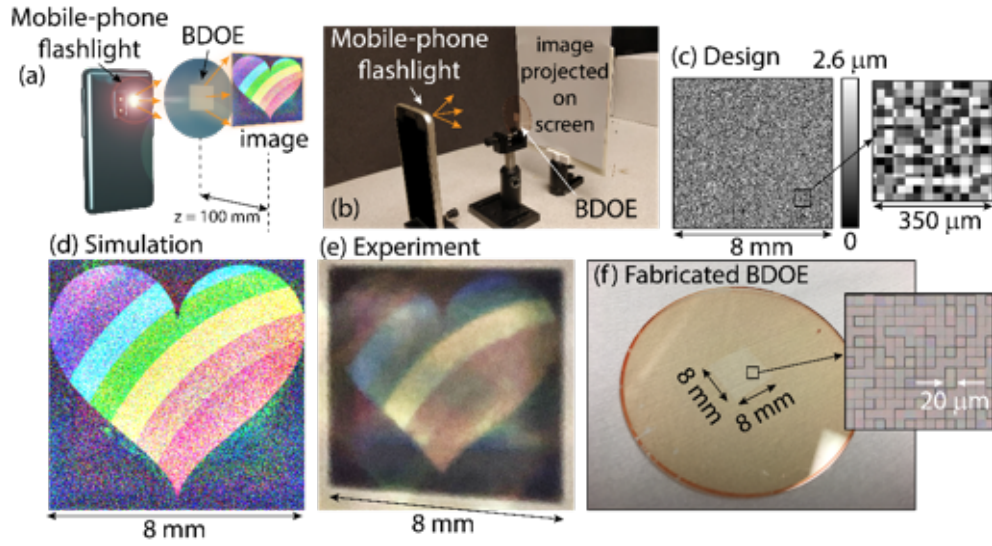 Mobile-phone
flashlight
BDOE
(a)
image
z = 100 mm
Mobile-phone
flashlight
image
projected
on
screen
(b)
BDOE
(c) Design
2.6 μm
0
8 mm
350 μm
(d) Simulation
8 mm
(e) Experiment
8 mm
(f) Fabricated BDOE
8 mm
8 mm
20 μm